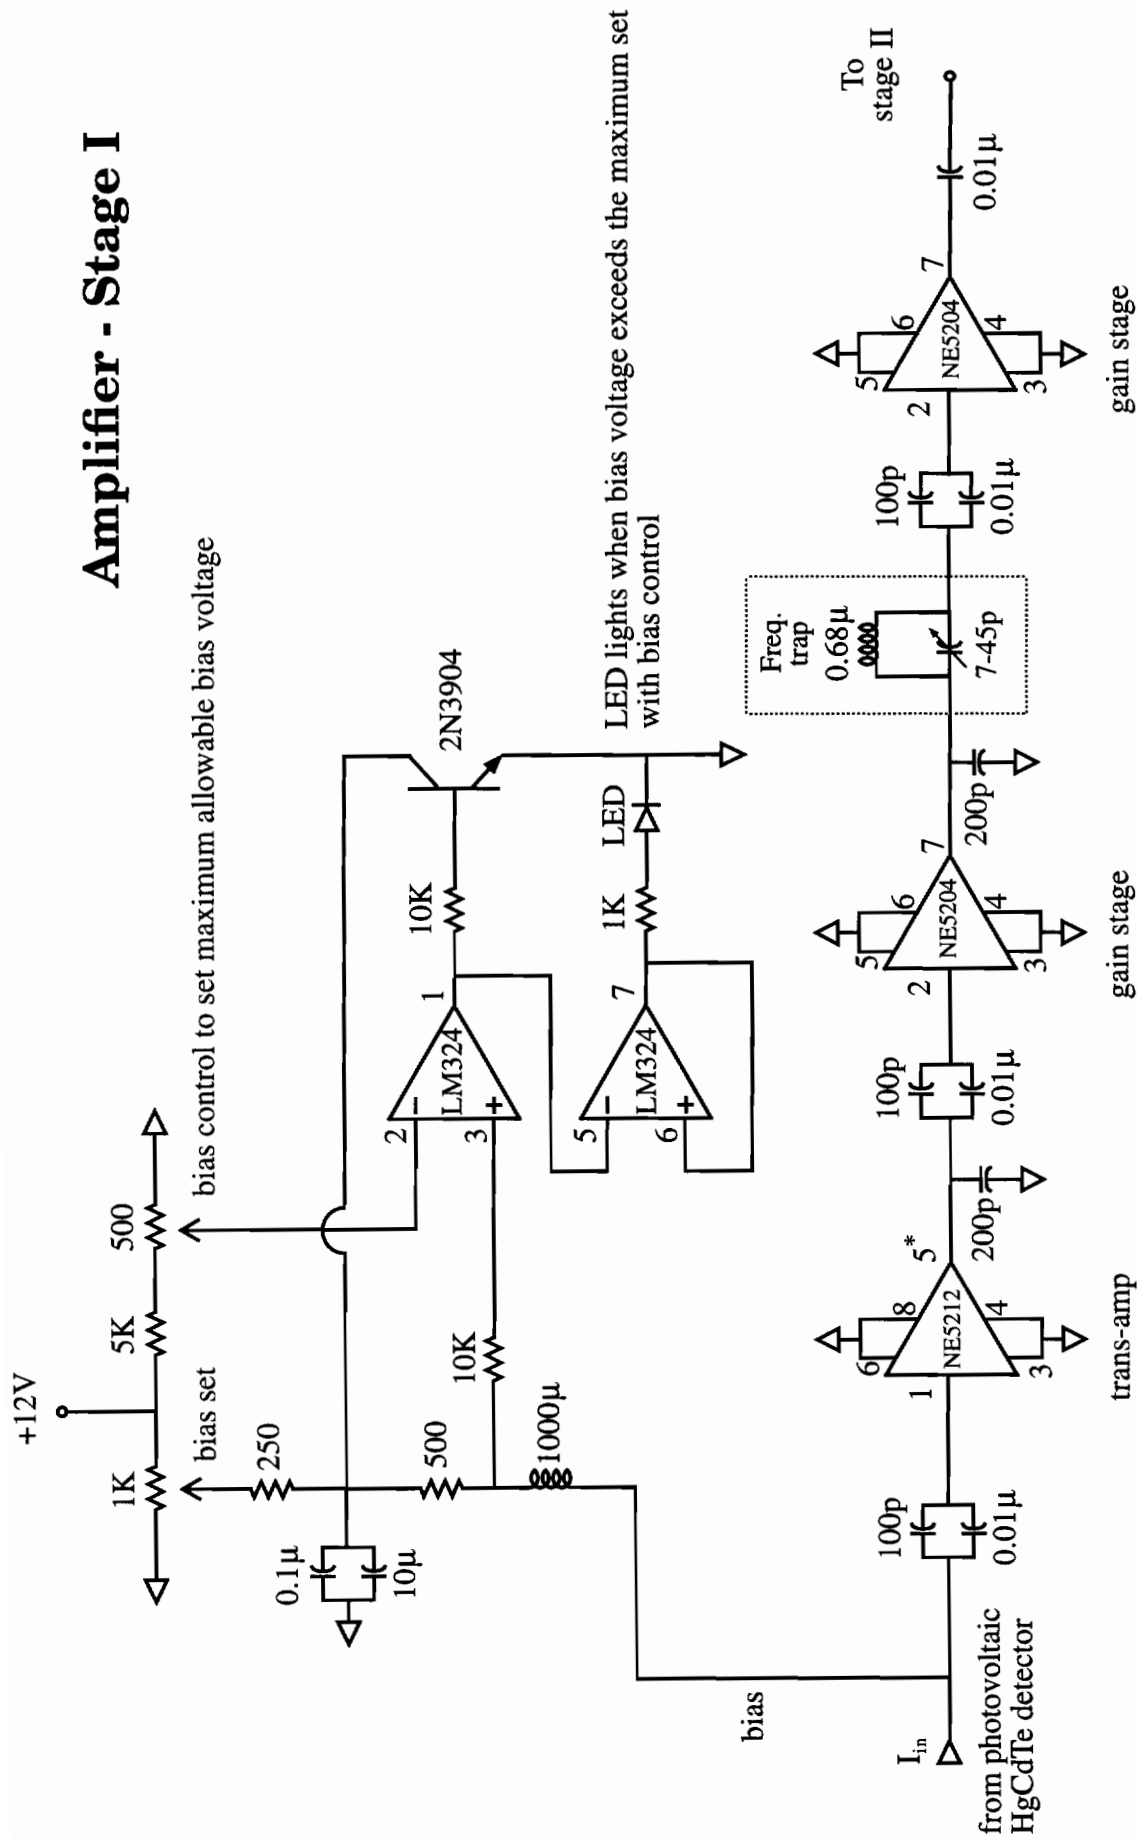 Amplifier - Stage I
+12V
1K
5K
500
bias set
bias control to set maximum allowable bias voltage
250
0.1µ
10µ
500
10K
1000µ
2
3
−
+
LM324
1
10K
2N3904
5
6
−
+
LM324
7
1K
LED
LED lights when bias voltage exceeds the maximum set
with bias control
bias
I_in
from photovoltaic
HgCdTe detector
100p
0.01µ
1
6
8
NE5212
3
4
5*
trans-amp
200p
100p
0.01µ
2
5
6
NE5204
3
4
7
gain stage
200p
Freq.
trap
0.68µ
7-45p
100p
0.01µ
2
5
6
NE5204
3
4
7
gain stage
0.01µ
To
stage II